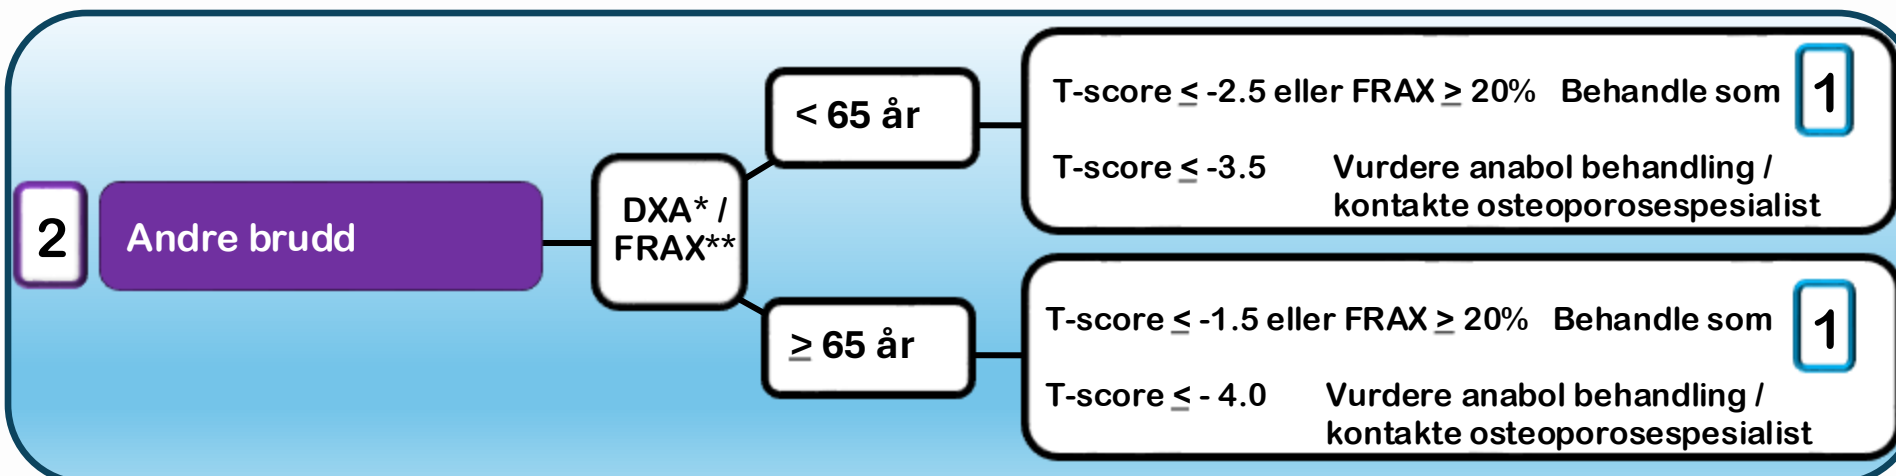 2
Andre brudd
DXA* /
FRAX**
< 65 år
T-score ≤ -2.5 eller FRAX ≥ 20% Behandle som 1
T-score ≤ -3.5 Vurdere anabol behandling /
kontakte osteoporosespesialist
≥ 65 år
T-score ≤ -1.5 eller FRAX ≥ 20% Behandle som 1
T-score ≤ - 4.0 Vurdere anabol behandling /
kontakte osteoporosespesialist